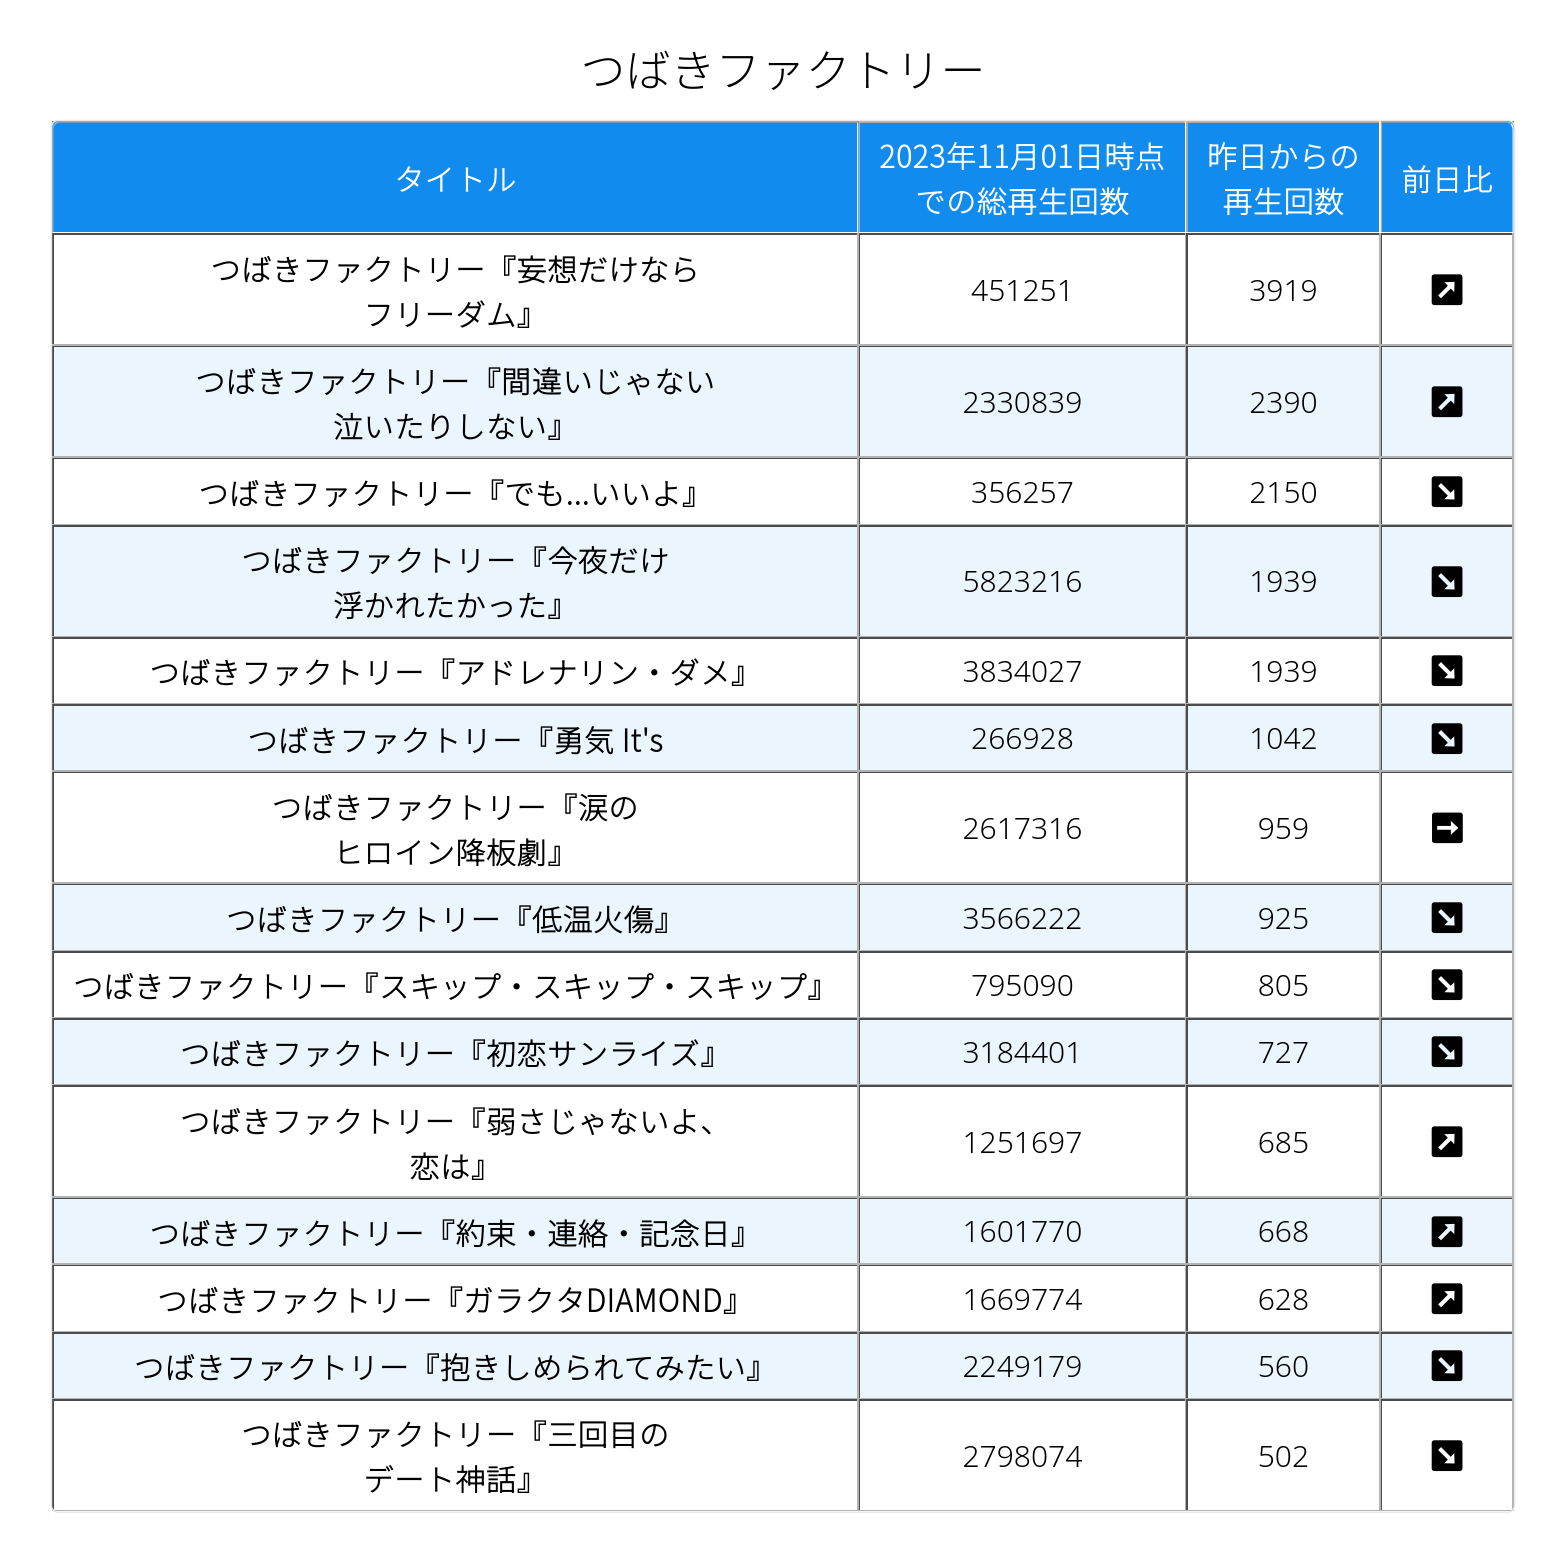 つばきファクトリー
タイトル
2023年11月01日時点
での総再生回数
昨日からの
再生回数
前日比
つばきファクトリー『妄想だけなら
フリーダム』
451251
3919
つばきファクトリー『間違いじゃない
泣いたりしない』
2330839
2390
つばきファクトリー『でも...いいよ』
356257
2150
つばきファクトリー『今夜だけ
浮かれたかった』
5823216
1939
つばきファクトリー『アドレナリン・ダメ』
3834027
1939
つばきファクトリー『勇気 It's
266928
1042
つばきファクトリー『涙の
ヒロイン降板劇』
2617316
959
つばきファクトリー『低温火傷』
3566222
925
つばきファクトリー『スキップ・スキップ・スキップ』
795090
805
つばきファクトリー『初恋サンライズ』
3184401
727
つばきファクトリー『弱さじゃないよ、
恋は』
1251697
685
つばきファクトリー『約束・連絡・記念日』
1601770
668
つばきファクトリー『ガラクタDIAMOND』
1669774
628
つばきファクトリー『抱きしめられてみたい』
2249179
560
つばきファクトリー『三回目の
デート神話』
2798074
502